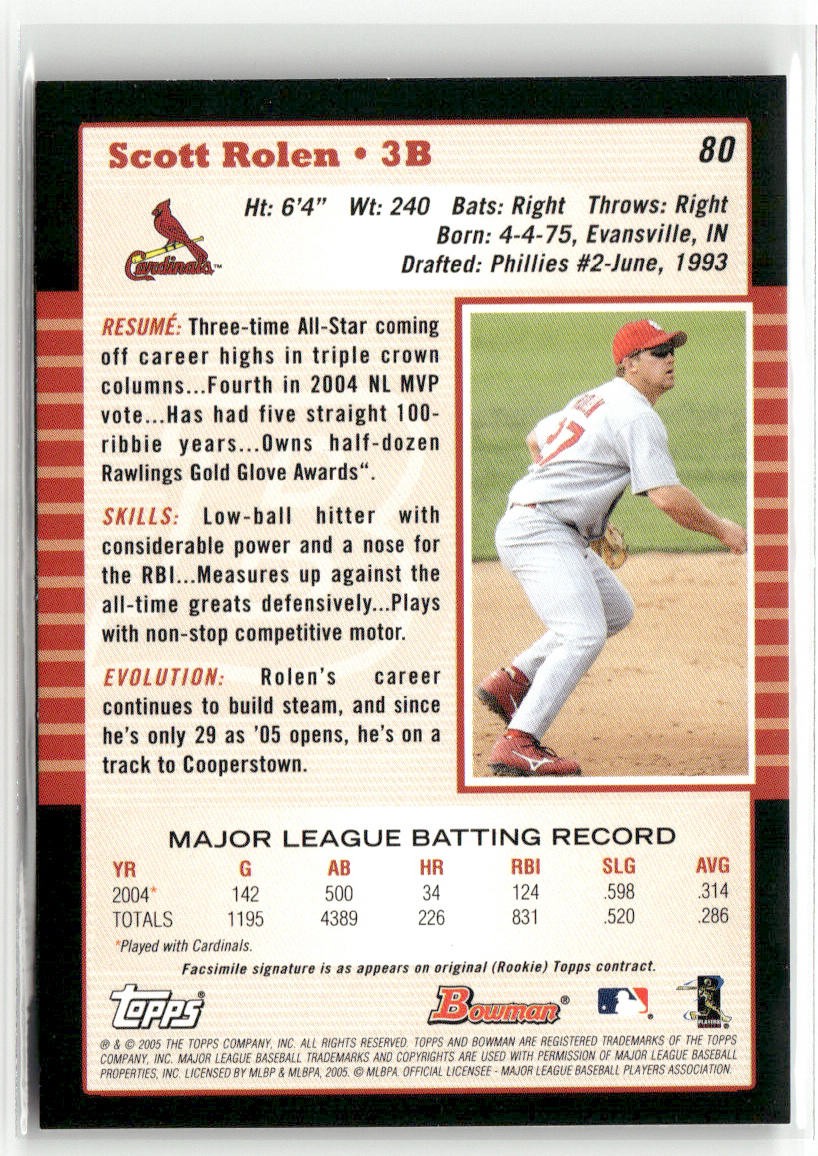 Scott Rolen • 3B
80
Cardinals™
Ht: 6'4" Wt: 240 Bats: Right Throws: Right
Born: 4-4-75, Evansville, IN
Drafted: Phillies #2-June, 1993
RESUMÉ: Three-time All-Star coming
off career highs in triple crown
columns...Fourth in 2004 NL MVP
vote...Has had five straight 100-
ribbie years...Owns half-dozen
Rawlings Gold Glove Awards“.
SKILLS: Low-ball hitter with
considerable power and a nose for
the RBI...Measures up against the
all-time greats defensively...Plays
with non-stop competitive motor.
EVOLUTION: Rolen's career
continues to build steam, and since
he's only 29 as '05 opens, he's on a
track to Cooperstown.
MAJOR LEAGUE BATTING RECORD
YR G AB HR RBI SLG AVG
2004* 142 500 34 124 .598 .314
TOTALS 1195 4389 226 831 .520 .286
*Played with Cardinals.
Facsimile signature is as appears on original (Rookie) Topps contract.
Topps® Bowman®
® & © 2005 THE TOPPS COMPANY, INC. ALL RIGHTS RESERVED. TOPPS AND BOWMAN ARE REGISTERED TRADEMARKS OF THE TOPPS
COMPANY, INC. MAJOR LEAGUE BASEBALL TRADEMARKS AND COPYRIGHTS ARE USED WITH PERMISSION OF MAJOR LEAGUE BASEBALL
PROPERTIES, INC. LICENSED BY MLBP & MLBPA, 2005. © MLBPA. OFFICIAL LICENSEE - MAJOR LEAGUE BASEBALL PLAYERS ASSOCIATION.